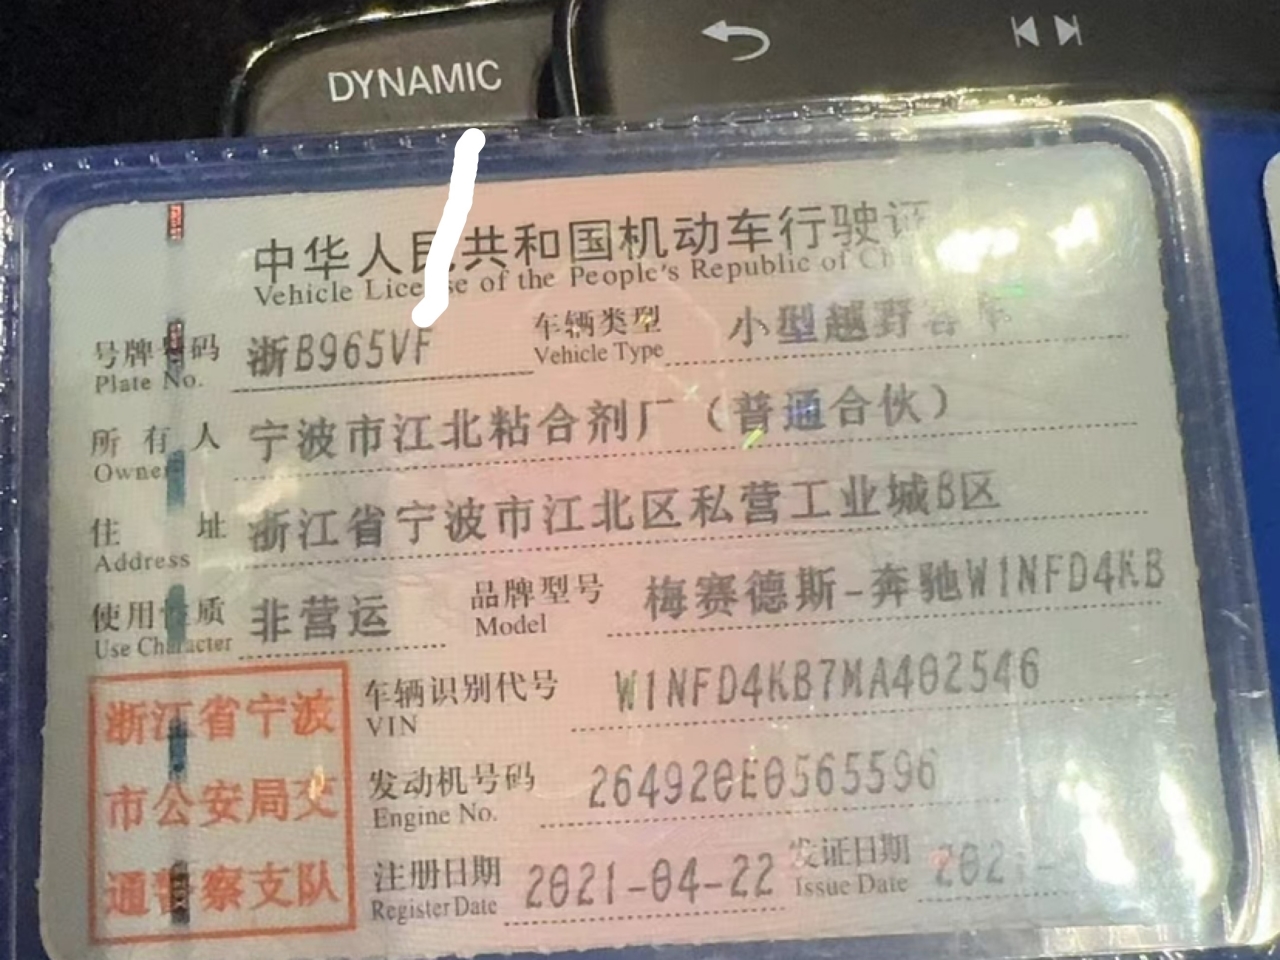 DYNAMIC
中华人民共和国机动车行驶证
Vehicle License of the People's Republic of
号牌号码 浙B965VF 车辆类型 小型越野客车
Plate No. Vehicle Type
所有人 宁波市江北粘合剂厂（普通合伙）
Owner
住址 浙江省宁波市江北区私营工业城B区
Address
使用性质 非营运 品牌型号 梅赛德斯-奔驰W1NFD4KB
Use Character Model
浙江省宁波
市公安局交
通警察支队
车辆识别代号 W1NFD4KB7MA402546
VIN
发动机号码 264920E0565596
Engine No.
注册日期 2021-04-22 发证日期 2021-
Register Date Issue Date